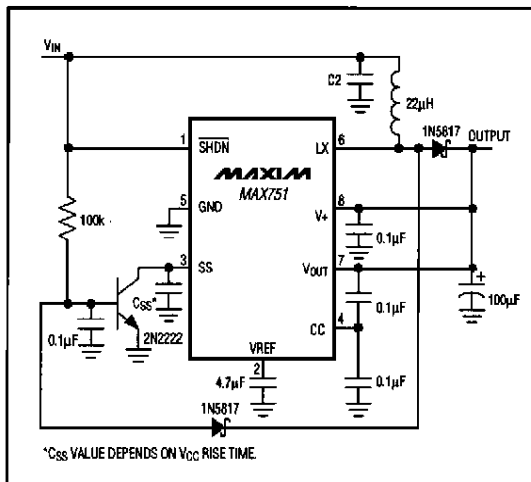 VIN
C2
22µH
1N5817
OUTPUT
1
SHDN
LX
6
MAXIM
MAX751
5
GND
V+
8
0.1µF
100k
3
SS
VOUT
7
CSS*
2N2222
0.1µF
0.1µF
100µF
+
CC
4
VREF
2
4.7µF
0.1µF
1N5817
*CSS VALUE DEPENDS ON VCC RISE TIME.